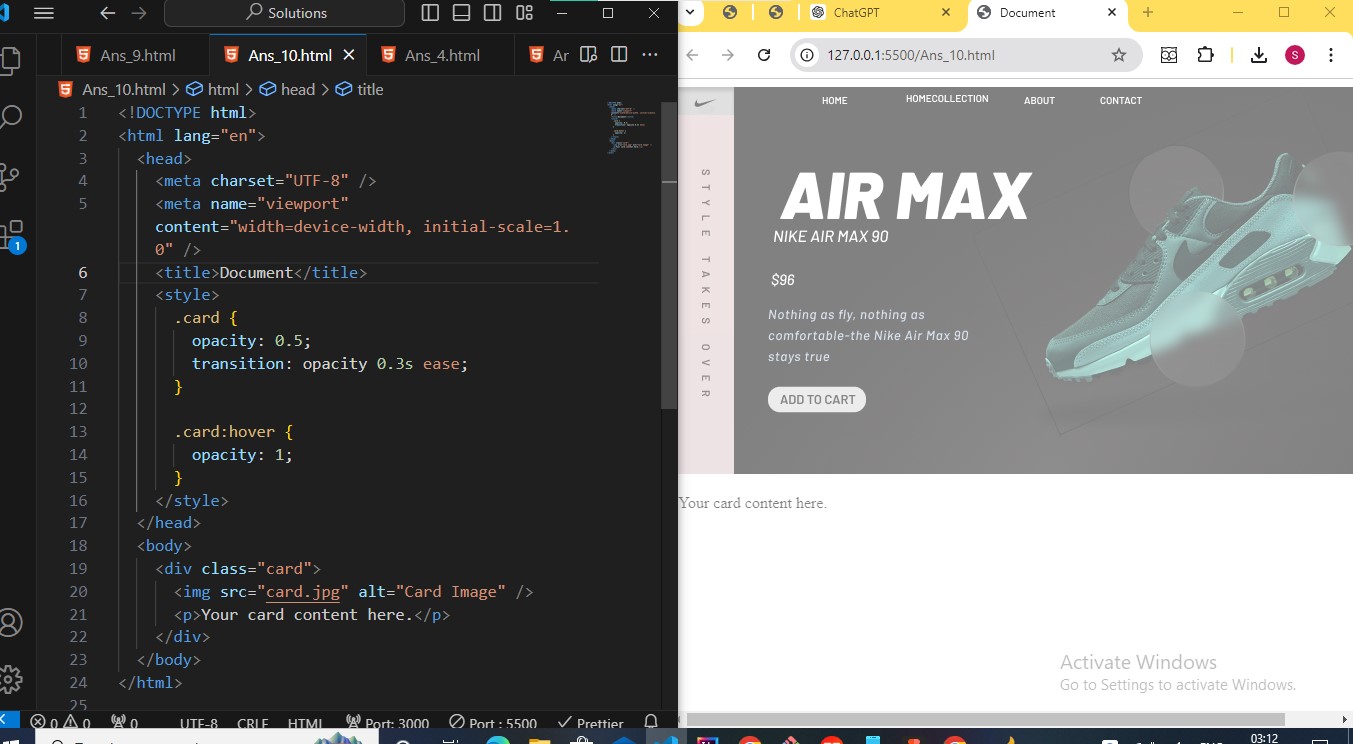 Solutions
Ans_9.html
Ans_10.html
Ans_4.html
Ar
Ans_10.html > html > head > title
1 <!DOCTYPE html>
2 <html lang="en">
3 <head>
4 <meta charset="UTF-8" />
5 <meta name="viewport"
content="width=device-width, initial-scale=1.
0" />
6 <title>Document</title>
7 <style>
8 .card {
9 opacity: 0.5;
10 transition: opacity 0.3s ease;
11 }
12
13 .card:hover {
14 opacity: 1;
15 }
16 </style>
17 </head>
18 <body>
19 <div class="card">
20 <img src="card.jpg" alt="Card Image" />
21 <p>Your card content here.</p>
22 </div>
23 </body>
24 </html>
25
1
0 0 0 UTF-8 CRLF HTML Port: 3000 Port : 5500 Prettier
ChatGPT
Document
127.0.0.1:5500/Ans_10.html
S
HOME HOMECOLLECTION ABOUT CONTACT
STYLE TAKES OVER
AIR MAX
NIKE AIR MAX 90
$96
Nothing as fly, nothing as
comfortable-the Nike Air Max 90
stays true
ADD TO CART
Your card content here.
Activate Windows
Go to Settings to activate Windows.
03:12